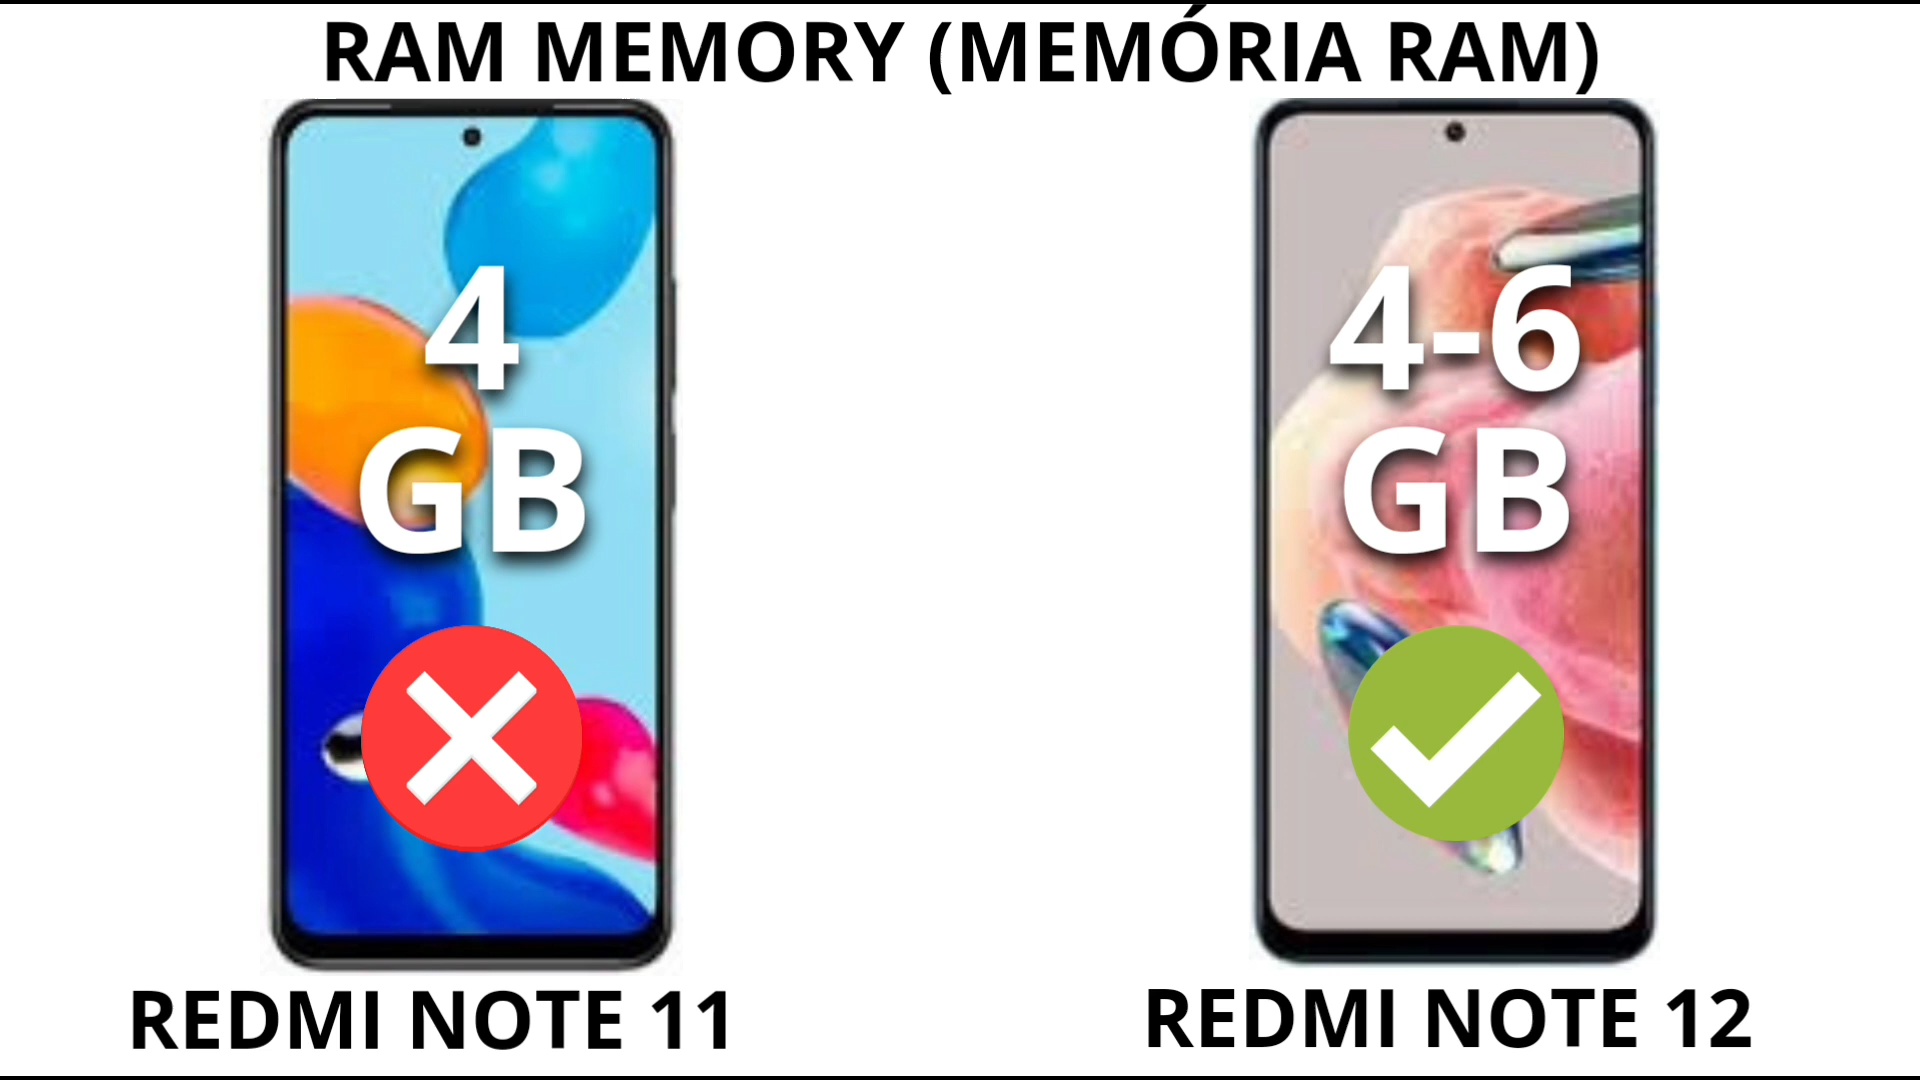 RAM MEMORY (MEMÓRIA RAM)
4
GB
4-6
GB
REDMI NOTE 11
REDMI NOTE 12